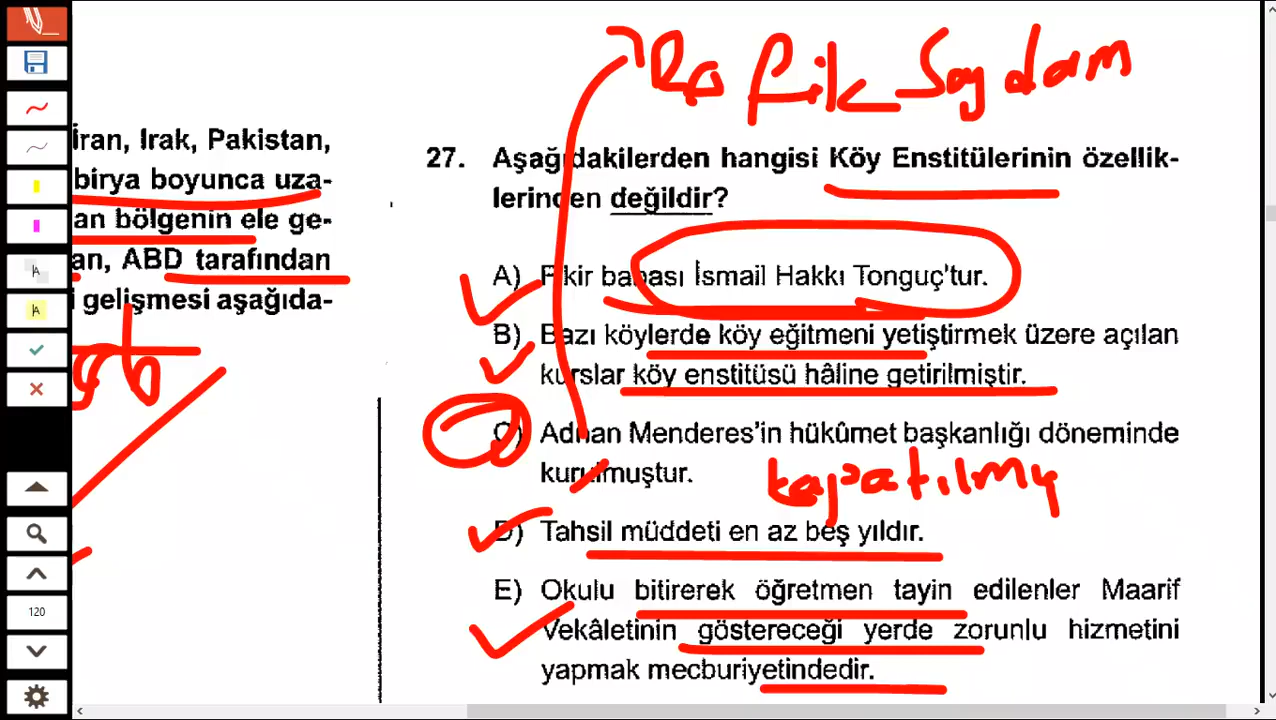 İran, Irak, Pakistan,
birya boyunca uza-
an bölgenin ele ge-
an, ABD tarafından
i gelişmesi aşağıda-
Refik Saydam
27. Aşağıdakilerden hangisi Köy Enstitülerinin özellik-
lerinden değildir?
A) Fikir babası İsmail Hakkı Tonguç'tur.
B) Bazı köylerde köy eğitmeni yetiştirmek üzere açılan
kurslar köy enstitüsü hâline getirilmiştir.
C) Adnan Menderes'in hükûmet başkanlığı döneminde
kurulmuştur.
kapatılmış
D) Tahsil müddeti en az beş yıldır.
E) Okulu bitirerek öğretmen tayin edilenler Maarif
Vekâletinin göstereceği yerde zorunlu hizmetini
yapmak mecburiyetindedir.
120